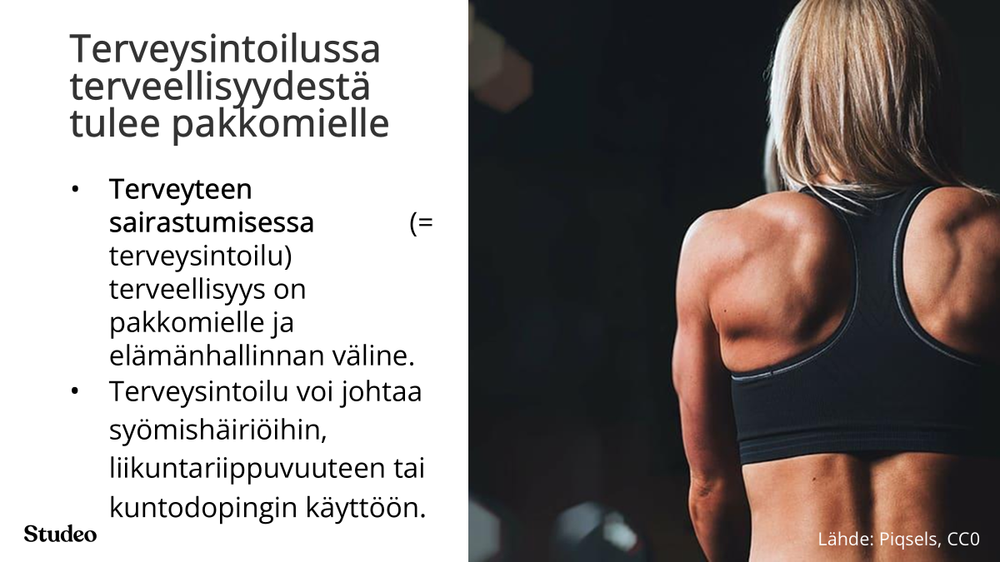 Terveysintoilussa
terveellisyydestä
tulee pakkomielle
• Terveyteen
sairastumisessa (=
terveysintoilu)
terveellisyys on
pakkomielle ja
elämänhallinnan väline.
• Terveysintoilu voi johtaa
syömishäiriöihin,
liikuntariippuvuuteen tai
kuntodopingin käyttöön.
Studeo
Lähde: Piqsels, CC0